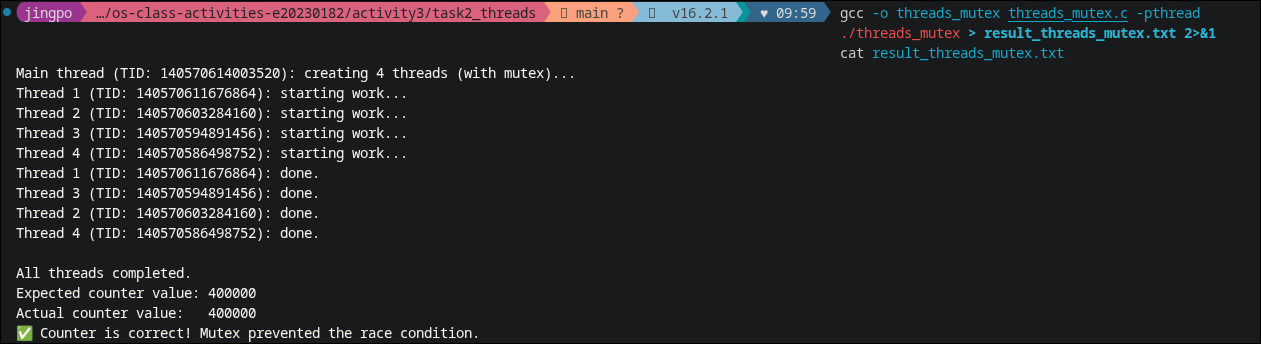 jingpo …/os-class-activities-e20230182/activity3/task2_threads main ? v16.2.1 ♥ 09:59 gcc -o threads_mutex threads_mutex.c -pthread
./threads_mutex > result_threads_mutex.txt 2>&1
cat result_threads_mutex.txt
Main thread (TID: 140570614003520): creating 4 threads (with mutex)...
Thread 1 (TID: 140570611676864): starting work...
Thread 2 (TID: 140570603284160): starting work...
Thread 3 (TID: 140570594891456): starting work...
Thread 4 (TID: 140570586498752): starting work...
Thread 1 (TID: 140570611676864): done.
Thread 3 (TID: 140570594891456): done.
Thread 2 (TID: 140570603284160): done.
Thread 4 (TID: 140570586498752): done.
All threads completed.
Expected counter value: 400000
Actual counter value:   400000
✅ Counter is correct! Mutex prevented the race condition.